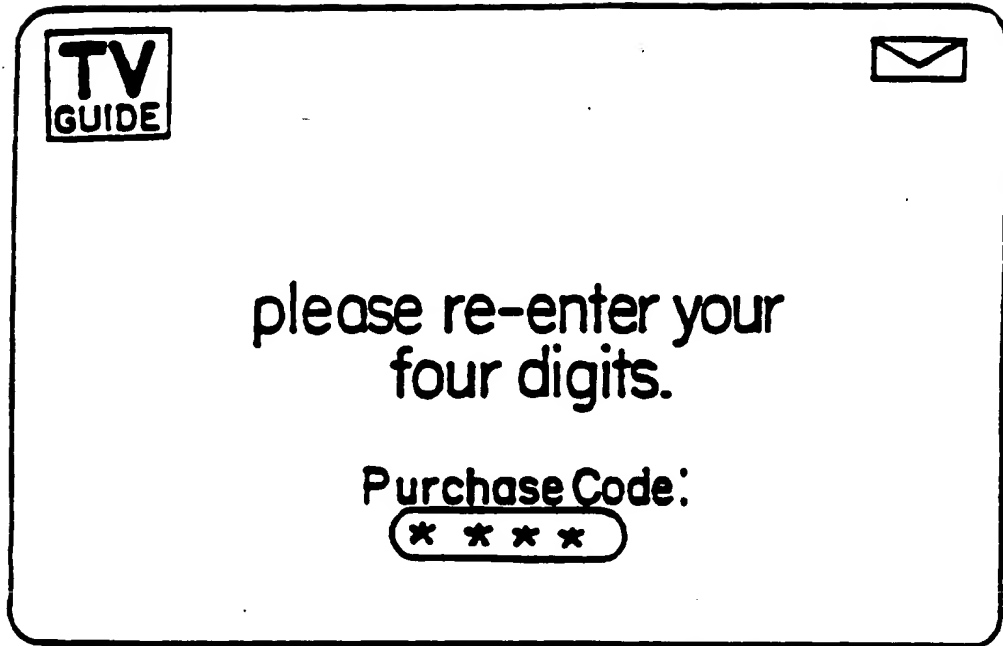 TV
GUIDE
please re-enter your
four digits.
Purchase Code:
* * * *